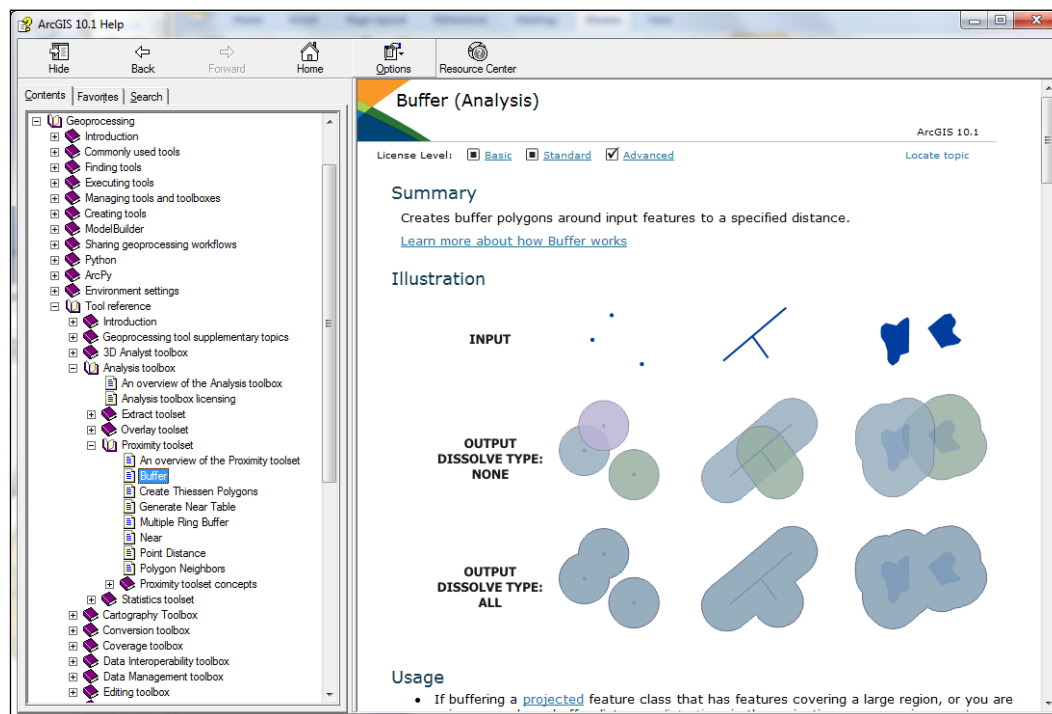 ArcGIS 10.1 Help
Hide Back Forward Home Options Resource Center
Contents Favorites Search
Geoprocessing
Introduction
Commonly used tools
Finding tools
Executing tools
Managing tools and toolboxes
Creating tools
ModelBuilder
Sharing geoprocessing workflows
Python
ArcPy
Environment settings
Tool reference
Introduction
Geoprocessing tool supplementary topics
3D Analyst toolbox
Analysis toolbox
An overview of the Analysis toolbox
Analysis toolbox licensing
Extract toolset
Overlay toolset
Proximity toolset
An overview of the Proximity toolset
Buffer
Create Thiessen Polygons
Generate Near Table
Multiple Ring Buffer
Near
Point Distance
Polygon Neighbors
Proximity toolset concepts
Statistics toolset
Cartography Toolbox
Conversion toolbox
Coverage toolbox
Data Interoperability toolbox
Data Management toolbox
Editing toolbox
Buffer (Analysis)
ArcGIS 10.1
License Level: Basic Standard Advanced Locate topic
Summary
Creates buffer polygons around input features to a specified distance.
Learn more about how Buffer works
Illustration
INPUT
OUTPUT
DISSOLVE TYPE:
NONE
OUTPUT
DISSOLVE TYPE:
ALL
Usage
• If buffering a projected feature class that has features covering a large region, or you are